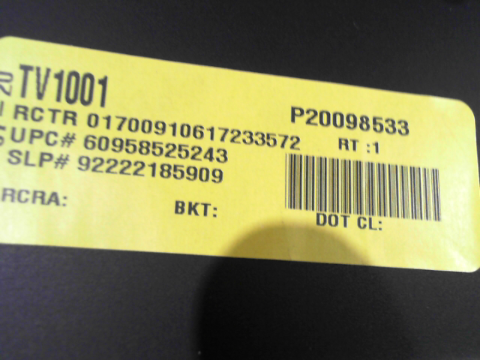 TV1001
RCTR 01700910617233572
P20098533
UPC# 60958525243
RT :1
SLP# 92222185909
RCRA:
BKT:
DOT CL: